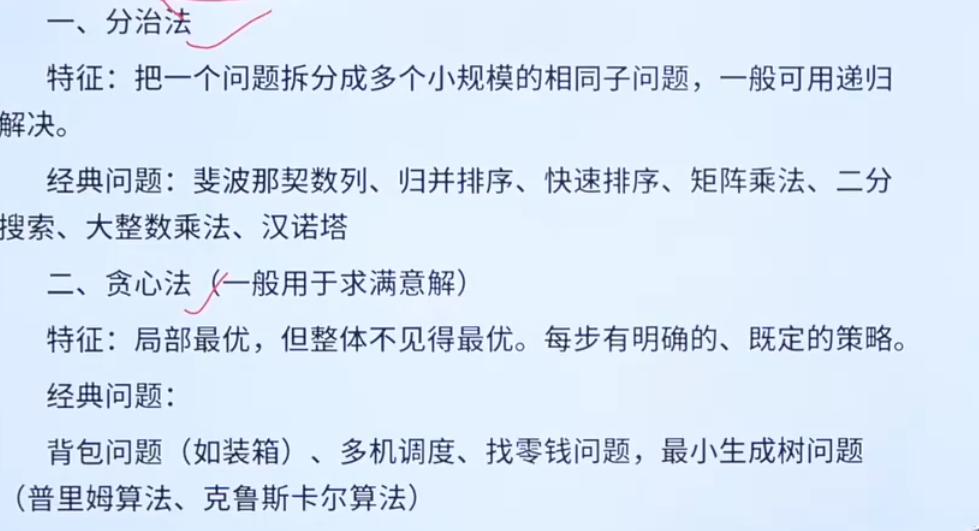 一、分治法
特征：把一个问题拆分成多个小规模的相同子问题，一般可用递归
解决。
经典问题：斐波那契数列、归并排序、快速排序、矩阵乘法、二分
搜索、大整数乘法、汉诺塔
二、贪心法（一般用于求满意解）
特征：局部最优，但整体不见得最优。每步有明确的、既定的策略。
经典问题：
背包问题（如装箱）、多机调度、找零钱问题，最小生成树问题
（普里姆算法、克鲁斯卡尔算法）